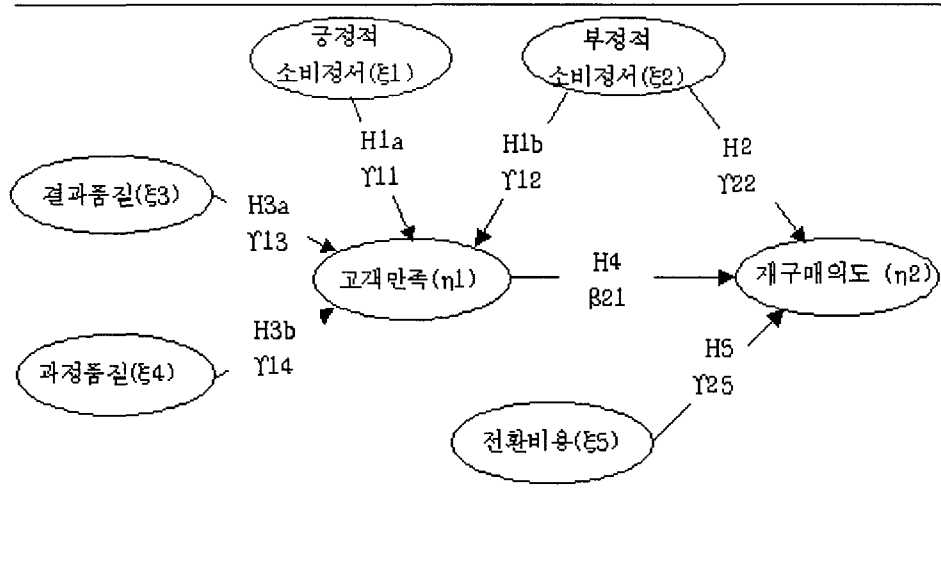 긍정적
소비정서(ξ1)
부정적
소비정서(ξ2)
H1a
γ11
H1b
γ12
H2
γ22
결과품질(ξ3)
H3a
γ13
고객만족(η1)
H4
β21
재구매의도 (η2)
H3b
γ14
과정품질(ξ4)
H5
γ25
전환비용(ξ5)